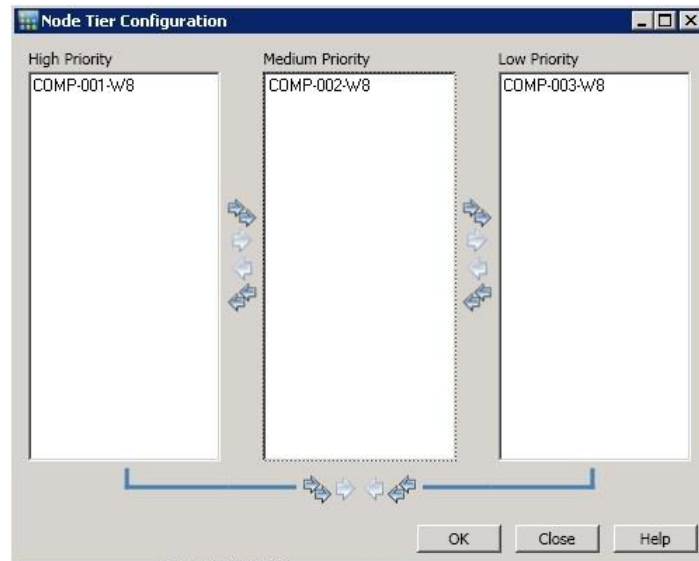 Node Tier Configuration
High Priority
Medium Priority
Low Priority
COMP-001-W8
COMP-002-W8
COMP-003-W8
OK
Close
Help